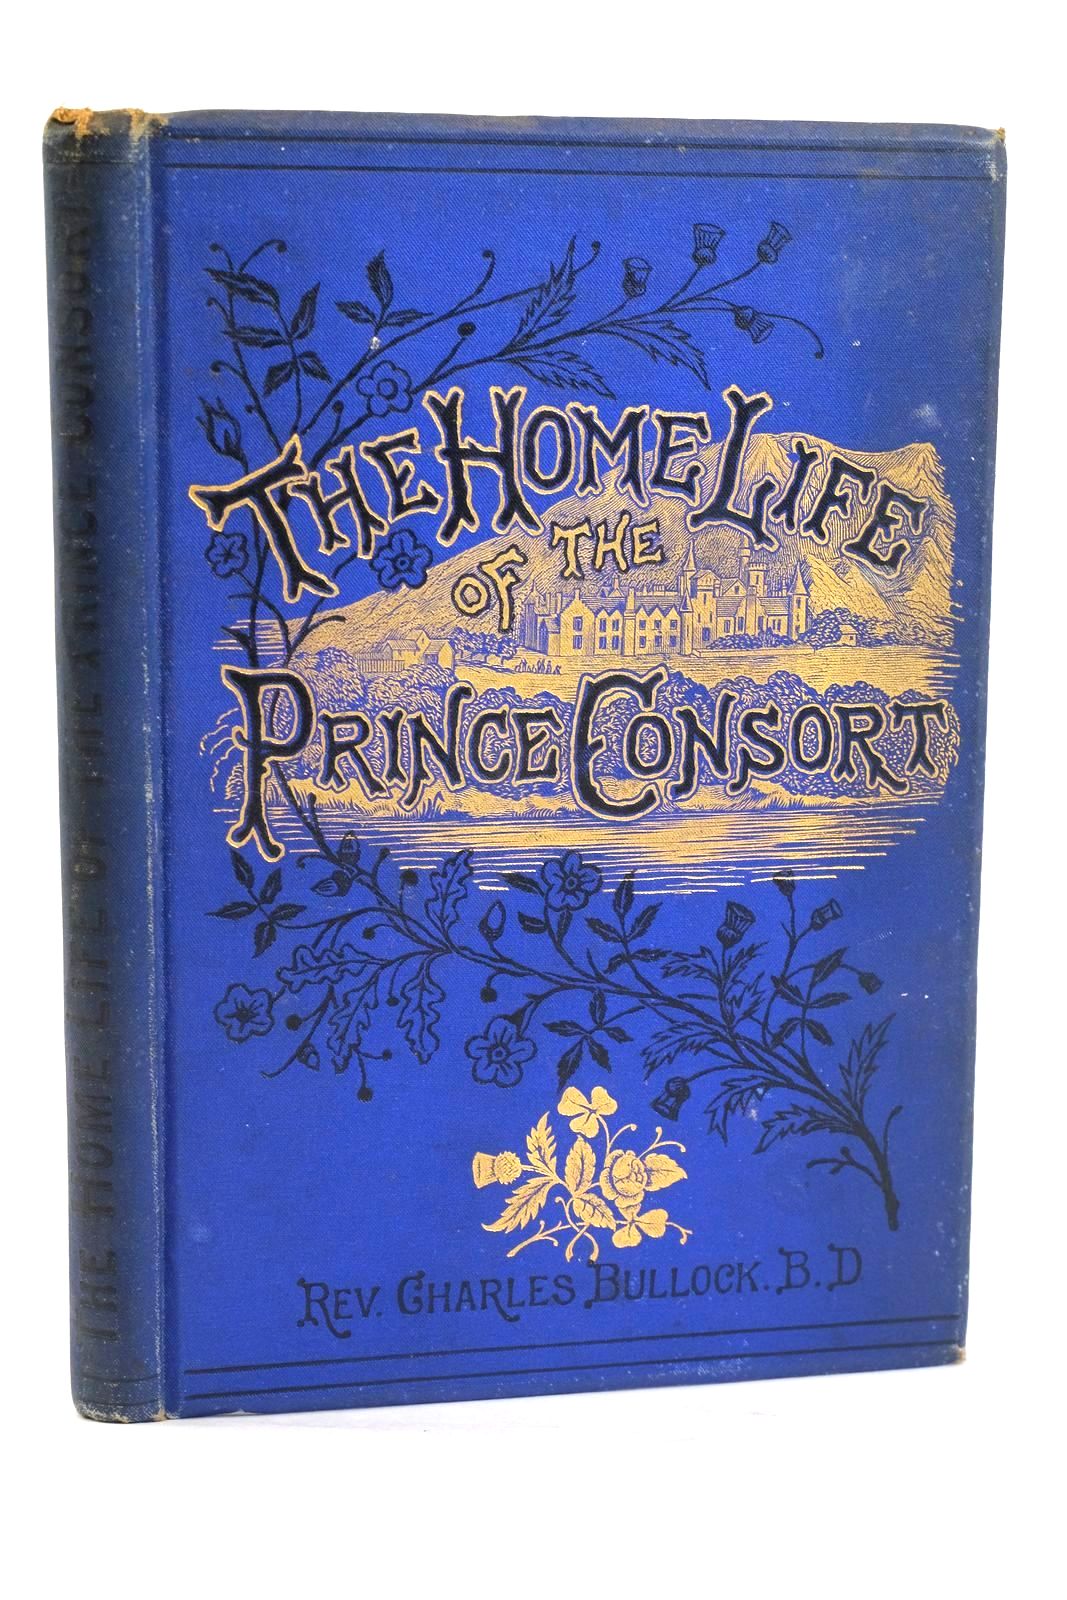 THE HOME LIFE
OF THE
PRINCE CONSORT
REV. CHARLES BULLOCK. B.D
THE HOME LIFE OF THE PRINCE CONSORT